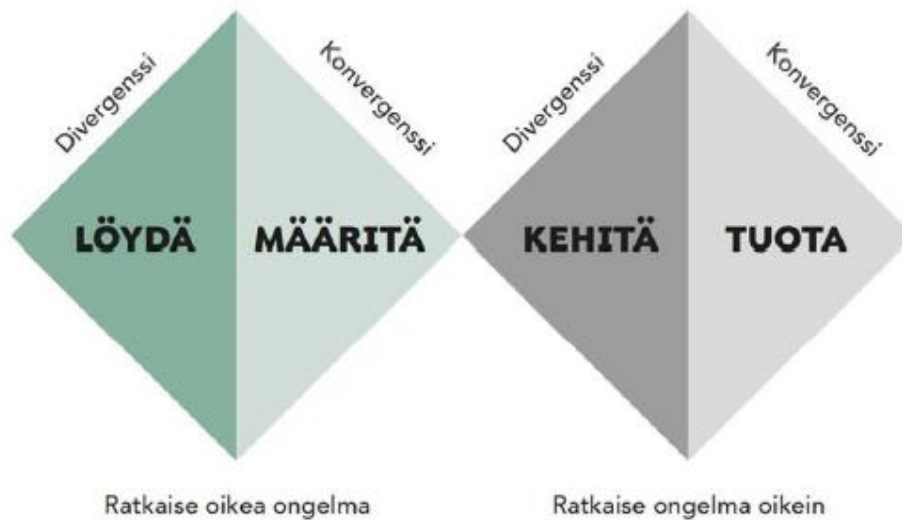 Divergenssi
Konvergenssi
Divergenssi
Konvergenssi
LÖYDÄ
MÄÄRITÄ
KEHITÄ
TUOTA
Ratkaise oikea ongelma
Ratkaise ongelma oikein